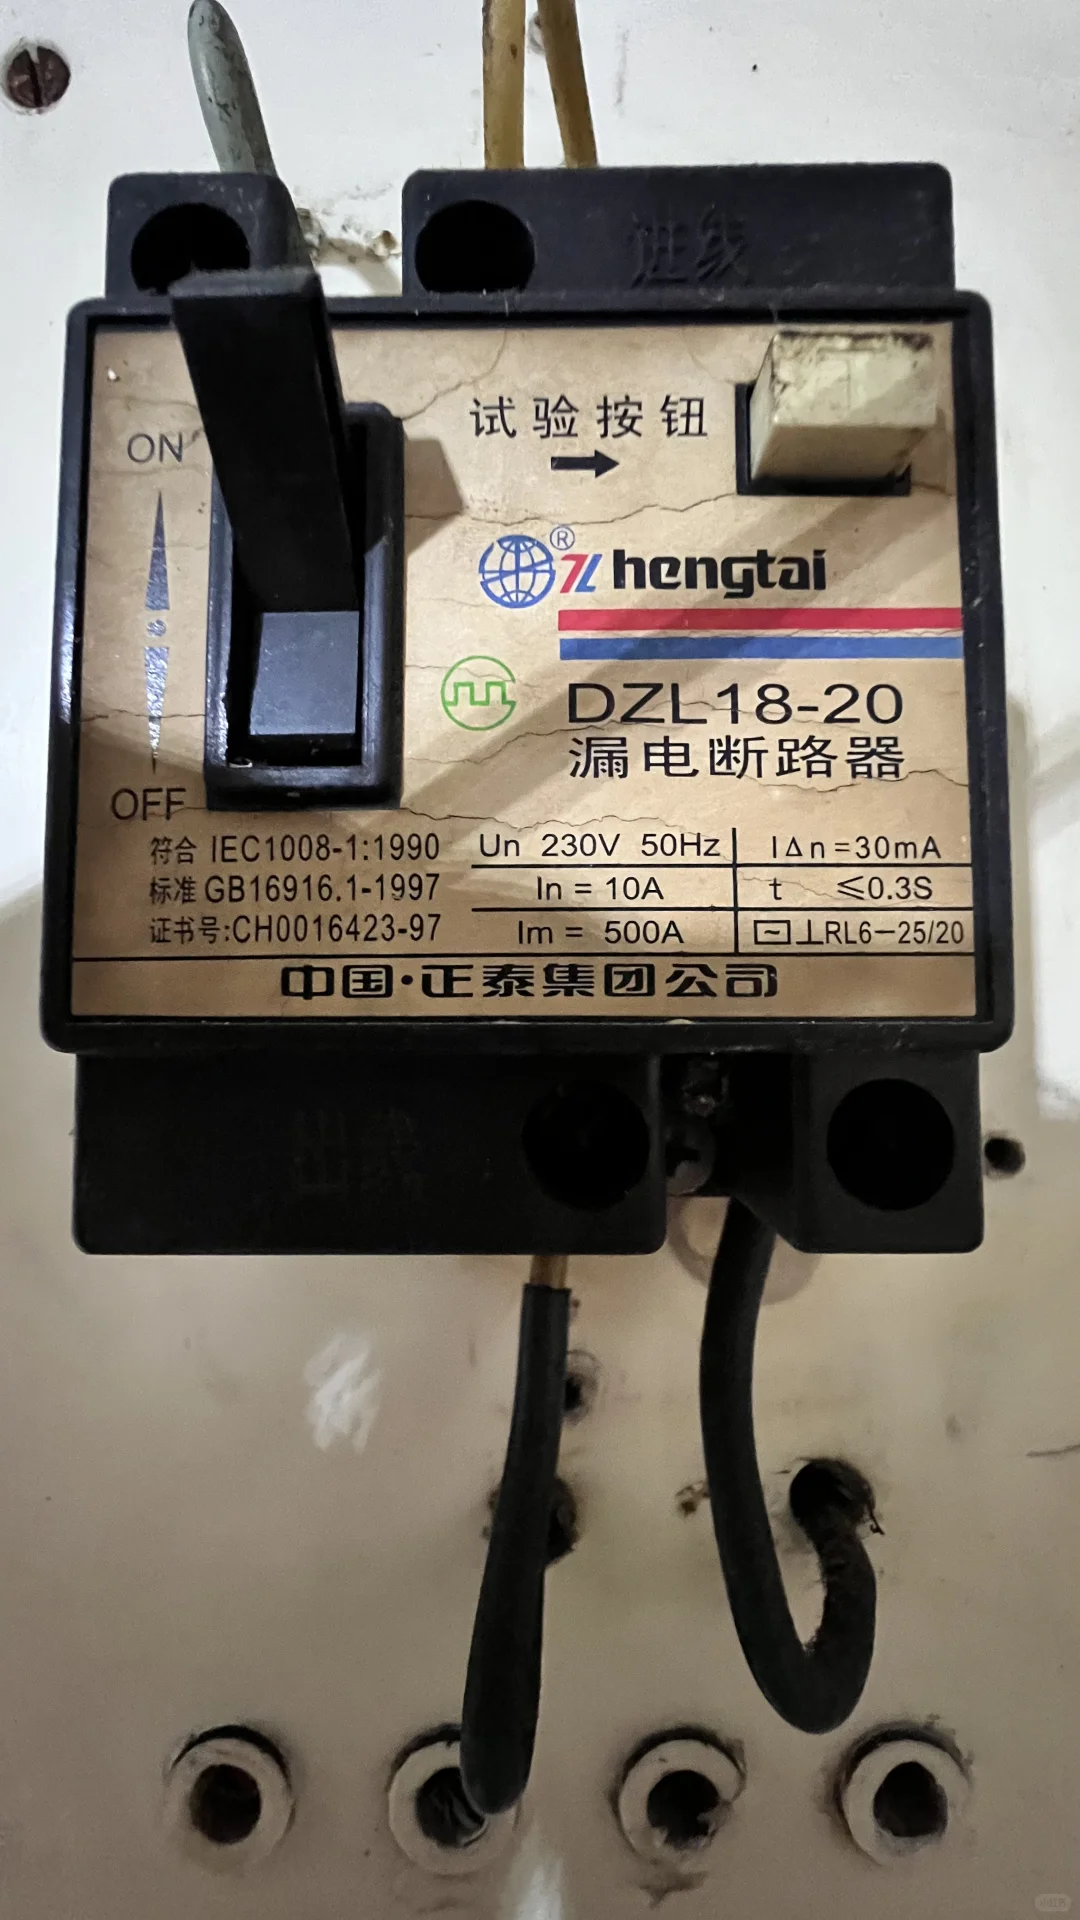 进线
ON
试验按钮
® Zhengtai
DZL18-20
漏电断路器
OFF
符合 IEC1008-1:1990
标准 GB16916.1-1997
证书号:CH0016423-97
Un 230V 50Hz
I∆n=30mA
In = 10A
t ≤0.3S
Im = 500A
RL6-25/20
中国·正泰集团公司
出线